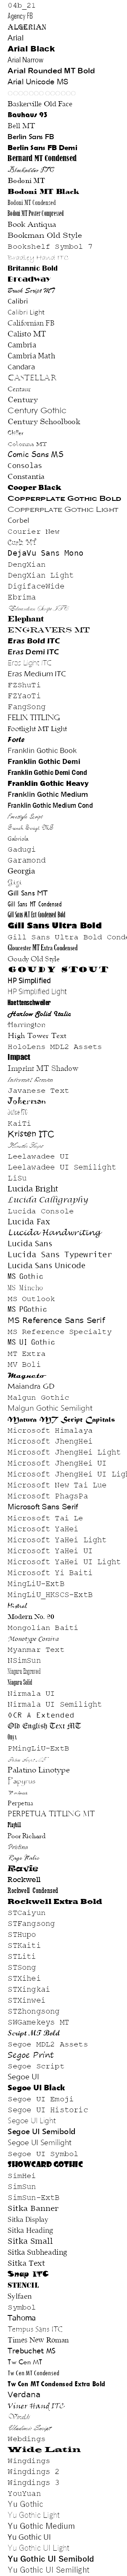 04b_21
Agency FB
ALGERIAN
Arial
Arial Black
Arial Narrow
Arial Rounded MT Bold
Arial Unicode MS
Baskerville Old Face
Bauhaus 93
Bell MT
Berlin Sans FB
Berlin Sans FB Demi
Bernard MT Condensed
Blackadder ITC
Bodoni MT
Bodoni MT Black
Bodoni MT Condensed
Bodoni MT Poster Compressed
Book Antiqua
Bookman Old Style
Bookshelf Symbol 7
Bradley Hand ITC
Britannic Bold
Broadway
Brush Script MT
Calibri
Calibri Light
Californian FB
Calisto MT
Cambria
Cambria Math
Candara
CASTELLAR
Centaur
Century
Century Gothic
Century Schoolbook
Chiller
Colonna MT
Comic Sans MS
Consolas
Constantia
Cooper Black
Copperplate Gothic Bold
Copperplate Gothic Light
Corbel
Courier New
Curlz MT
DejaVu Sans Mono
DengXian
DengXian Light
DigifaceWide
Ebrima
Edwardian Script ITC
Elephant
ENGRAVERS MT
Eras Bold ITC
Eras Demi ITC
Eras Light ITC
Eras Medium ITC
FZShuTi
FZYaoTi
FangSong
FELIX TITLING
Footlight MT Light
Forte
Franklin Gothic Book
Franklin Gothic Demi
Franklin Gothic Demi Cond
Franklin Gothic Heavy
Franklin Gothic Medium
Franklin Gothic Medium Cond
Freestyle Script
French Script MT
Gabriola
Gadugi
Garamond
Georgia
Gigi
Gill Sans MT
Gill Sans MT Condensed
Gill Sans MT Ext Condensed Bold
Gill Sans Ultra Bold
Gill Sans Ultra Bold Conde
Gloucester MT Extra Condensed
Goudy Old Style
GOUDY STOUT
HP Simplified
HP Simplified Light
Haettenschweiler
Harlow Solid Italic
Harrington
High Tower Text
HoloLens MDL2 Assets
Impact
Imprint MT Shadow
Informal Roman
Javanese Text
Jokerman
Juice ITC
KaiTi
Kristen ITC
Kunstler Script
Leelawadee UI
Leelawadee UI Semilight
LiSu
Lucida Bright
Lucida Calligraphy
Lucida Console
Lucida Fax
Lucida Handwriting
Lucida Sans
Lucida Sans Typewriter
Lucida Sans Unicode
MS Gothic
MS Mincho
MS Outlook
MS PGothic
MS Reference Sans Serif
MS Reference Specialty
MS UI Gothic
MT Extra
MV Boli
Magneto
Maiandra GD
Malgun Gothic
Malgun Gothic Semilight
Matura MT Script Capitals
Microsoft Himalaya
Microsoft JhengHei
Microsoft JhengHei Light
Microsoft JhengHei UI
Microsoft JhengHei UI Lig
Microsoft New Tai Lue
Microsoft PhagsPa
Microsoft Sans Serif
Microsoft Tai Le
Microsoft YaHei
Microsoft YaHei Light
Microsoft YaHei UI
Microsoft YaHei UI Light
Microsoft Yi Baiti
MingLiU-ExtB
MingLiU_HKSCS-ExtB
Mistral
Modern No. 20
Mongolian Baiti
Monotype Corsiva
Myanmar Text
NSimSun
Niagara Engraved
Niagara Solid
Nirmala UI
Nirmala UI Semilight
OCR A Extended
Old English Text MT
Onyx
PMingLiU-ExtB
Palace Script MT
Palatino Linotype
Papyrus
Parchment
Perpetua
PERPETUA TITLING MT
Playbill
Poor Richard
Pristina
Rage Italic
Ravie
Rockwell
Rockwell Condensed
Rockwell Extra Bold
STCaiyun
STFangsong
STHupo
STKaiti
STLiti
STSong
STXihei
STXingkai
STXinwei
STZhongsong
SWGamekeys MT
Script MT Bold
Segoe MDL2 Assets
Segoe Print
Segoe Script
Segoe UI
Segoe UI Black
Segoe UI Emoji
Segoe UI Historic
Segoe UI Light
Segoe UI Semibold
Segoe UI Semilight
Segoe UI Symbol
SHOWCARD GOTHIC
SimHei
SimSun
SimSun-ExtB
Sitka Banner
Sitka Display
Sitka Heading
Sitka Small
Sitka Subheading
Sitka Text
Snap ITC
STENCIL
Sylfaen
Symbol
Tahoma
Tempus Sans ITC
Times New Roman
Trebuchet MS
Tw Cen MT
Tw Cen MT Condensed
Tw Cen MT Condensed Extra Bold
Verdana
Viner Hand ITC
Vivaldi
Vladimir Script
Webdings
Wide Latin
Wingdings
Wingdings 2
Wingdings 3
YouYuan
Yu Gothic
Yu Gothic Light
Yu Gothic Medium
Yu Gothic UI
Yu Gothic UI Light
Yu Gothic UI Semibold
Yu Gothic UI Semilight